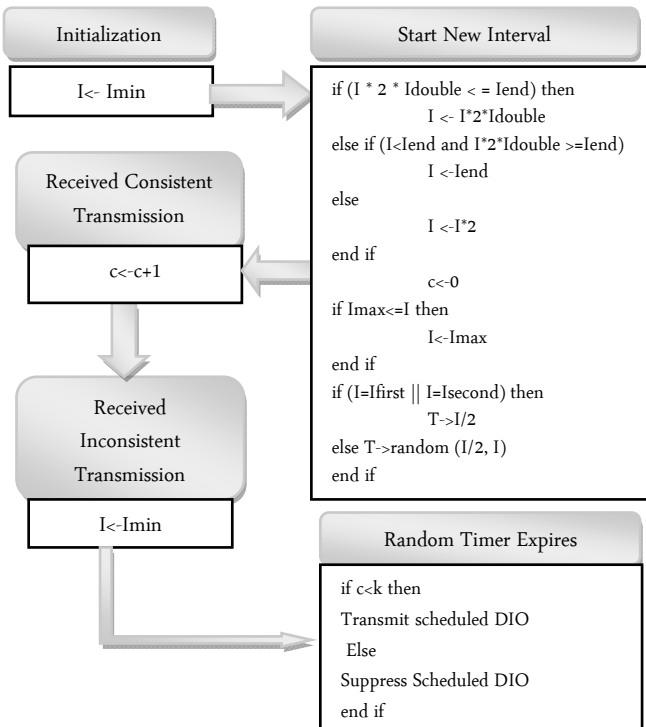 Initialization
I<- Imin
Start New Interval
if (I * 2 * Idouble < = Iend) then
I <- I*2*Idouble
else if (I<Iend and I*2*Idouble >=Iend)
I <-Iend
else
I <-I*2
end if
c<-0
if Imax<=I then
I<-Imax
end if
if (I=Ifirst || I=Isecond) then
T->I/2
else T->random (I/2, I)
end if
Received Consistent
Transmission
c<-c+1
Received
Inconsistent
Transmission
I<-Imin
Random Timer Expires
if c<k then
Transmit scheduled DIO
Else
Suppress Scheduled DIO
end if